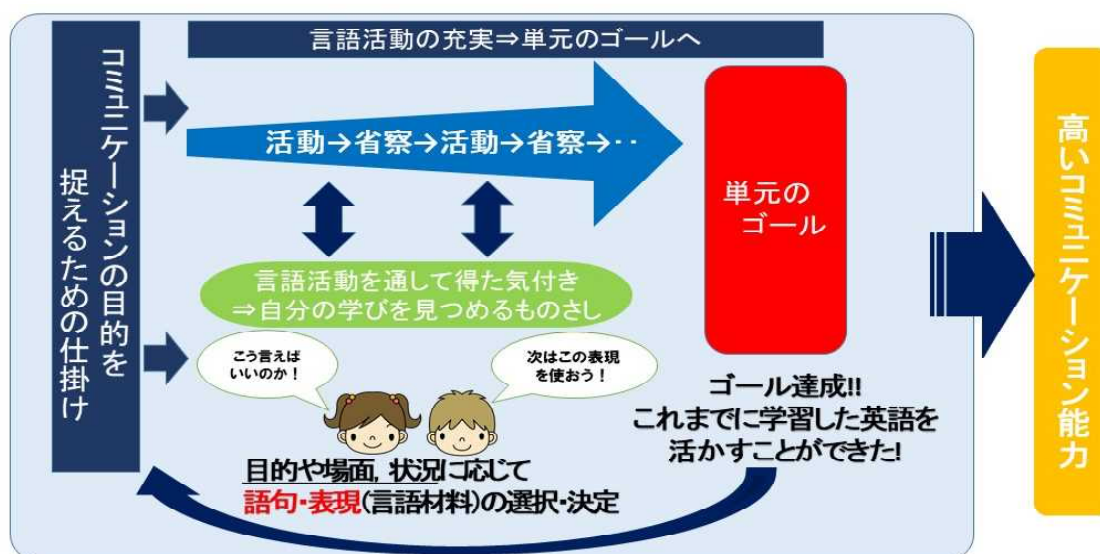 コミュニケーションの目的を
捉えるための仕掛け
言語活動の充実⇒単元のゴールへ
活動→省察→活動→省察→‥
言語活動を通して得た気付き
⇒自分の学びを見つめるものさし
こう言えば
いいのか！
次はこの表現
を使おう！
目的や場面，状況に応じて
語句・表現(言語材料)の選択・決定
単元の
ゴール
ゴール達成!!
これまでに学習した英語を
活かすことができた!
高いコミュニケーション能力